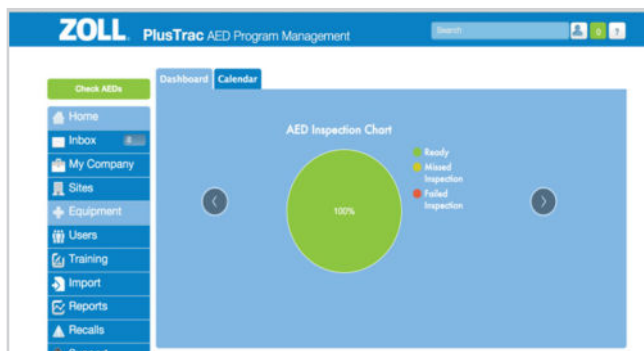 ZOLL. PlusTrac AED Program Management
Search
0
?
Check AEDs
Dashboard
Calendar
Home
Inbox
My Company
Sites
Equipment
Users
Training
Import
Reports
Recalls
AED Inspection Chart
100%
Ready
Missed
Inspection
Failed
Inspection